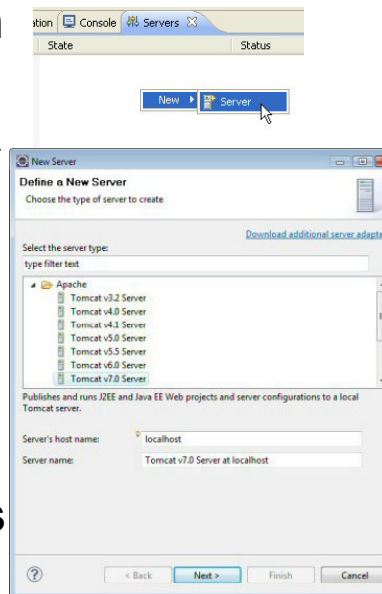 ation Console Servers
State Status
New Server
New Server
Define a New Server
Choose the type of server to create
Download additional server adapte
Select the server type:
type filter text
Apache
Tomcat v3.2 Server
Tomcat v4.0 Server
Tomcat v4.1 Server
Tomcat v5.0 Server
Tomcat v5.5 Server
Tomcat v6.0 Server
Tomcat v7.0 Server
Publishes and runs J2EE and Java EE Web projects and server configurations to a local
Tomcat server.
Server's host name: localhost
Server name: Tomcat v7.0 Server at localhost
s
? < Back Next > Finish Cancel